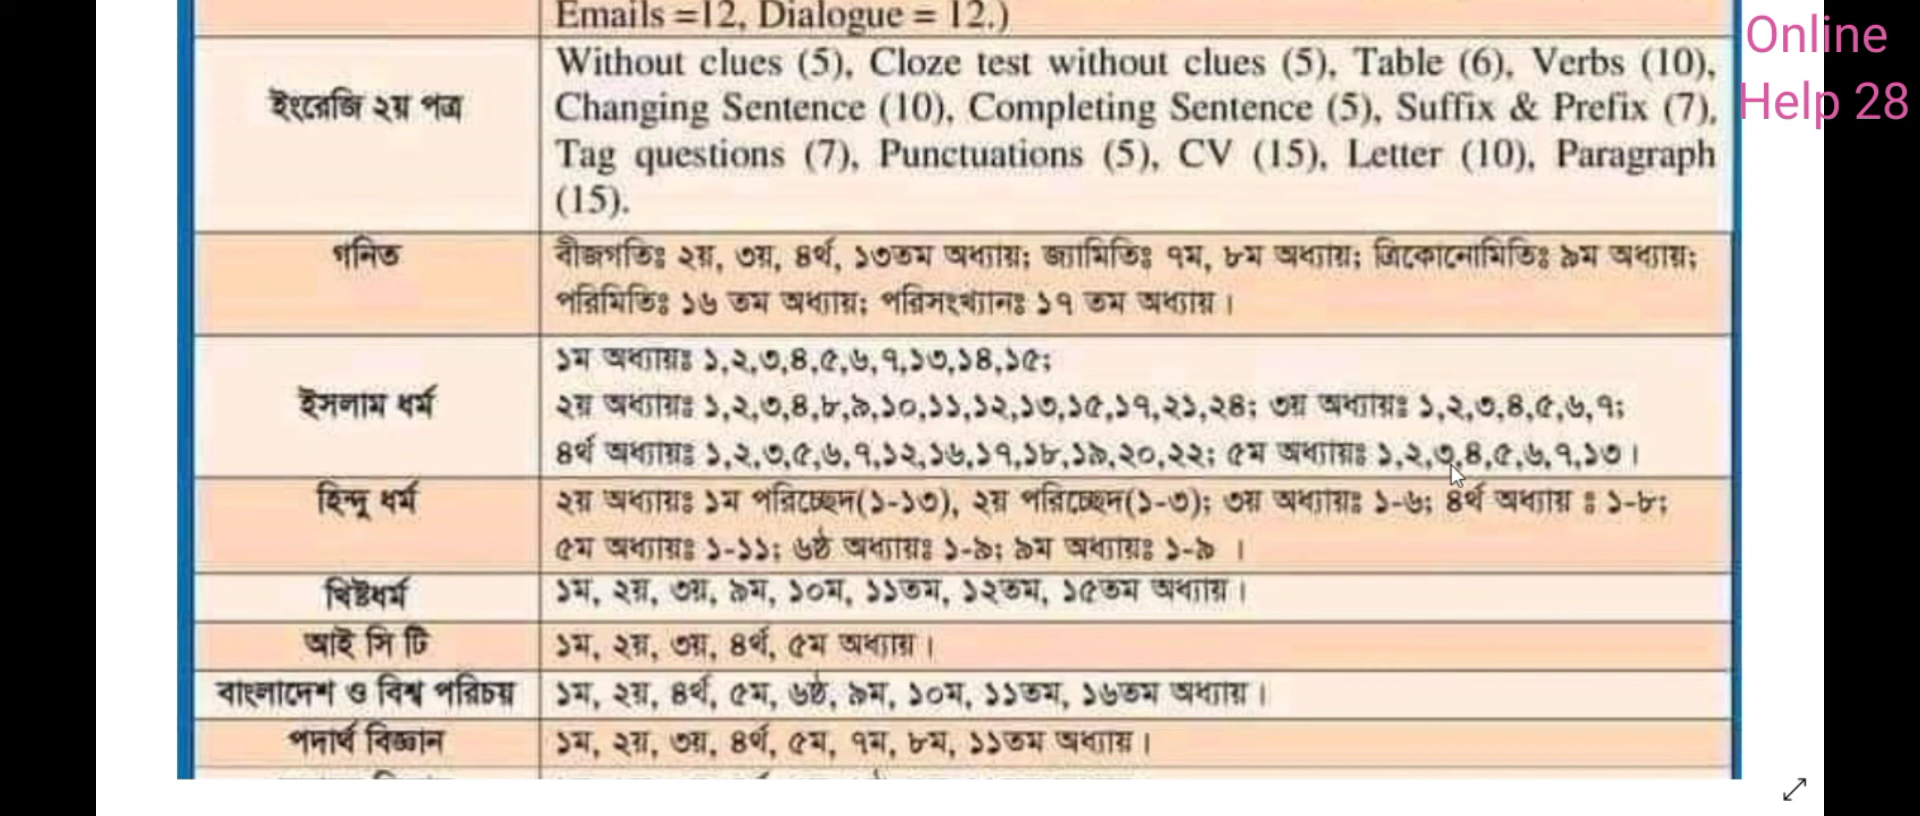 Emails =12, Dialogue = 12.)
Online
Help 28
ইংরেজি ২য় পত্র
Without clues (5), Cloze test without clues (5), Table (6), Verbs (10),
Changing Sentence (10), Completing Sentence (5), Suffix & Prefix (7),
Tag questions (7), Punctuations (5), CV (15), Letter (10), Paragraph
(15).
গনিত
বীজগতিঃ ২য়, ৩য়, ৪র্থ, ১৩তম অধ্যায়; জ্যামিতিঃ ৭ম, ৮ম অধ্যায়; ত্রিকোনোমিতিঃ ৯ম অধ্যায়;
পরিমিতিঃ ১৬ তম অধ্যায়; পরিসংখ্যানঃ ১৭ তম অধ্যায়।
ইসলাম ধর্ম
১ম অধ্যায়ঃ ১,২,৩,৪,৫,৬,৭,১৩,১৪,১৫;
২য় অধ্যায়ঃ ১,২,৩,৪,৮,৯,১০,১১,১২,১৩,১৫,১৭,২১,২৪; ৩য় অধ্যায়ঃ ১,২,৩,৪,৫,৬,৭;
৪র্থ অধ্যায়ঃ ১,২,৩,৫,৬,৭,১২,১৬,১৭,১৮,১৯,২০,২২; ৫ম অধ্যায়ঃ ১,২,৩,৪,৫,৬,৭,১৩।
হিন্দু ধর্ম
২য় অধ্যায়ঃ ১ম পরিচ্ছেদ(১-১৩), ২য় পরিচ্ছেদ(১-৩); ৩য় অধ্যায়ঃ ১-৬; ৪র্থ অধ্যায় ঃ ১-৮;
৫ম অধ্যায়ঃ ১-১১; ৬ষ্ঠ অধ্যায়ঃ ১-৯; ৯ম অধ্যায়ঃ ১-৯ ।
খিষ্টধর্ম
১ম, ২য়, ৩য়, ৯ম, ১০ম, ১১তম, ১২তম, ১৫তম অধ্যায়।
আই সি টি
১ম, ২য়, ৩য়, ৪র্থ, ৫ম অধ্যায়।
বাংলাদেশ ও বিশ্ব পরিচয়
১ম, ২য়, ৪র্থ, ৫ম, ৬ষ্ঠ, ৯ম, ১০ম, ১১তম, ১৬তম অধ্যায়।
পদার্থ বিজ্ঞান
১ম, ২য়, ৩য়, ৪র্থ, ৫ম, ৭ম, ৮ম, ১১তম অধ্যায়।